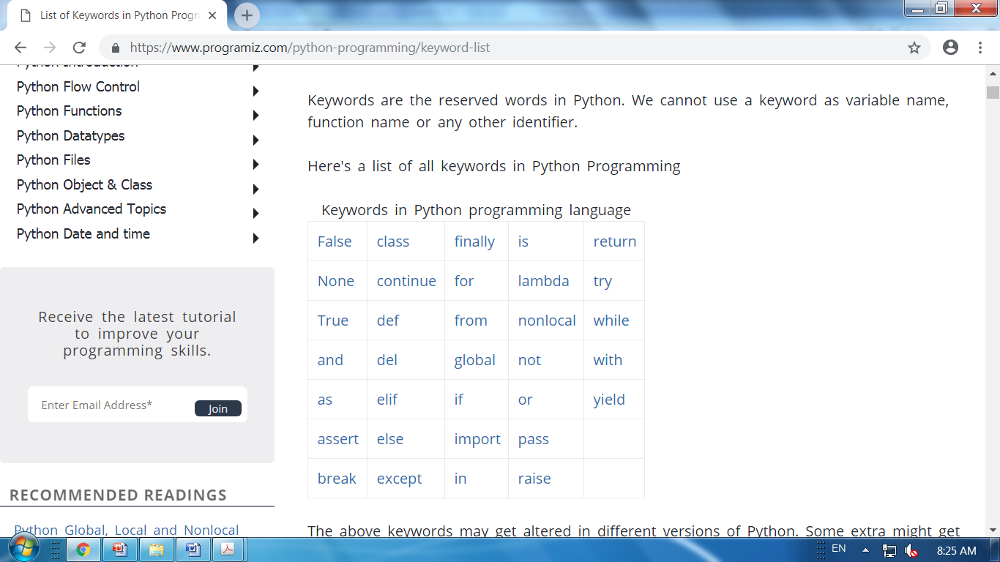 List of Keywords in Python Progr
https://www.programiz.com/python-programming/keyword-list
Python Introduction
Python Flow Control
Python Functions
Python Datatypes
Python Files
Python Object & Class
Python Advanced Topics
Python Date and time
Receive the latest tutorial
to improve your
programming skills.
Enter Email Address*
Join
RECOMMENDED READINGS
Python Global, Local and Nonlocal
Keywords are the reserved words in Python. We cannot use a keyword as variable name,
function name or any other identifier.
Here's a list of all keywords in Python Programming
Keywords in Python programming language
False class finally is return
None continue for lambda try
True def from nonlocal while
and del global not with
as elif if or yield
assert else import pass
break except in raise
The above keywords may get altered in different versions of Python. Some extra might get
EN
8:25 AM